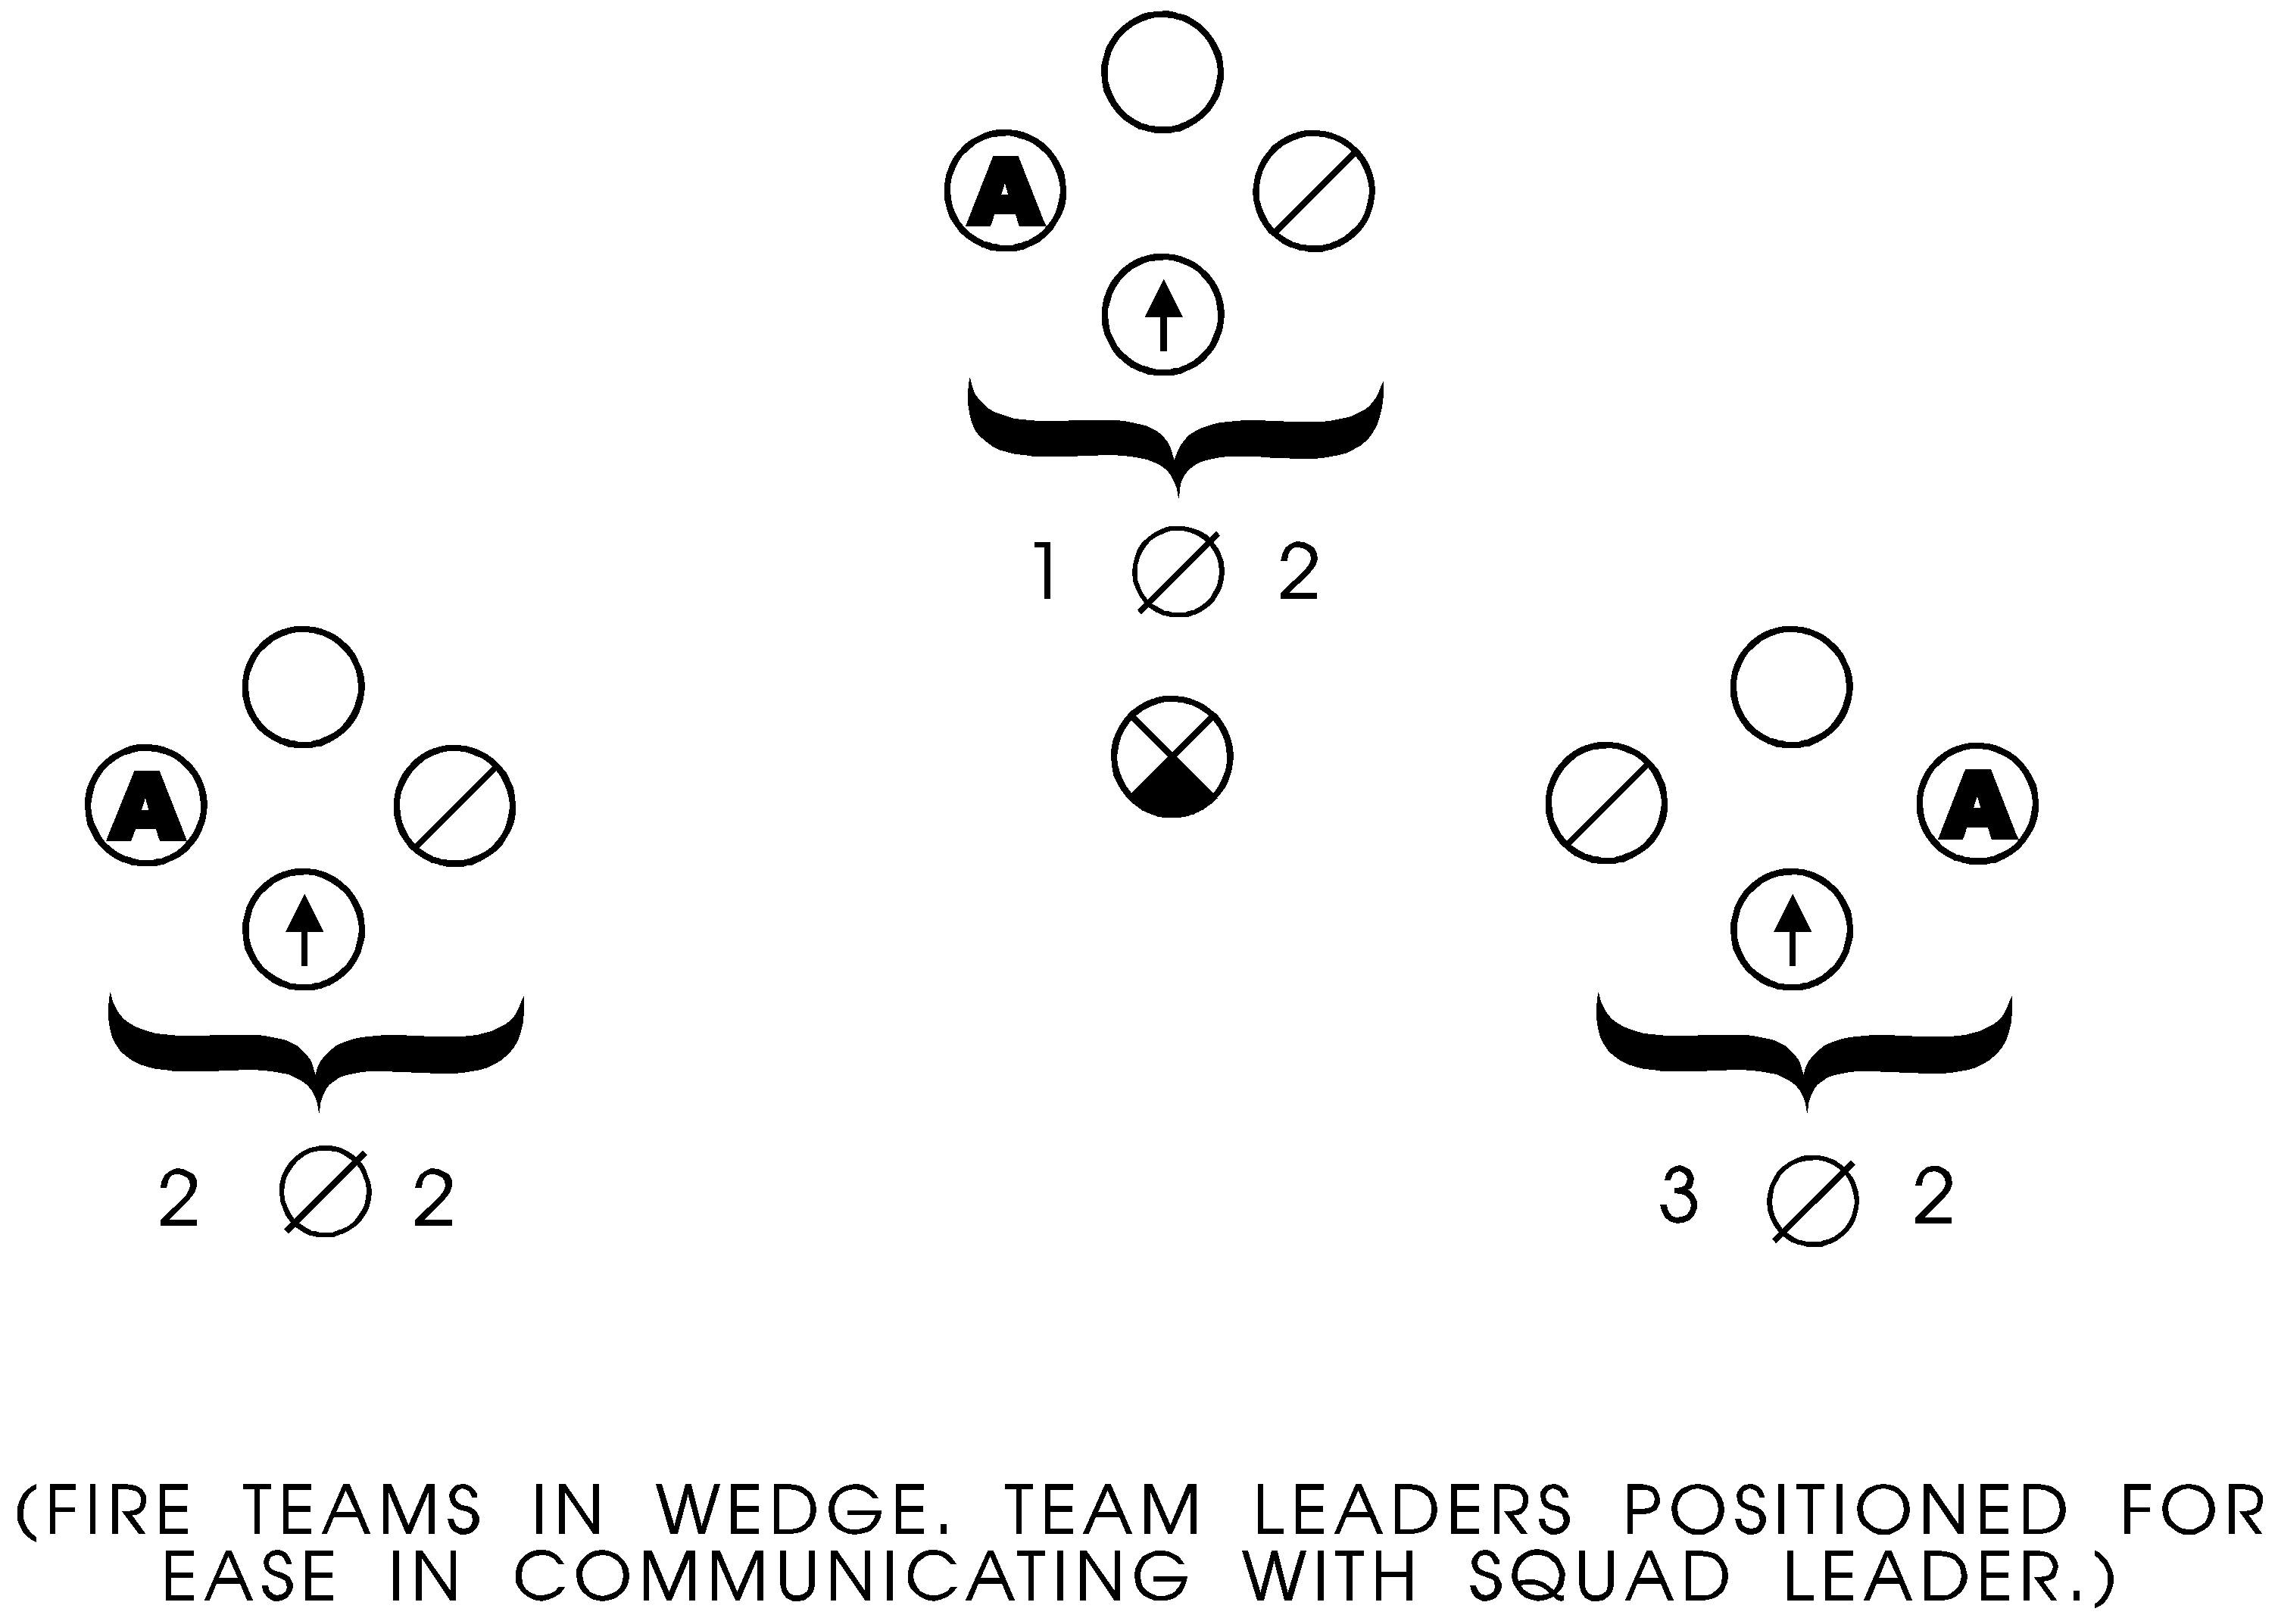 A
1 Ø 2
A
A
2 Ø 2
3 Ø 2
(FIRE TEAMS IN WEDGE. TEAM LEADERS POSITIONED FOR
EASE IN COMMUNICATING WITH SQUAD LEADER.)